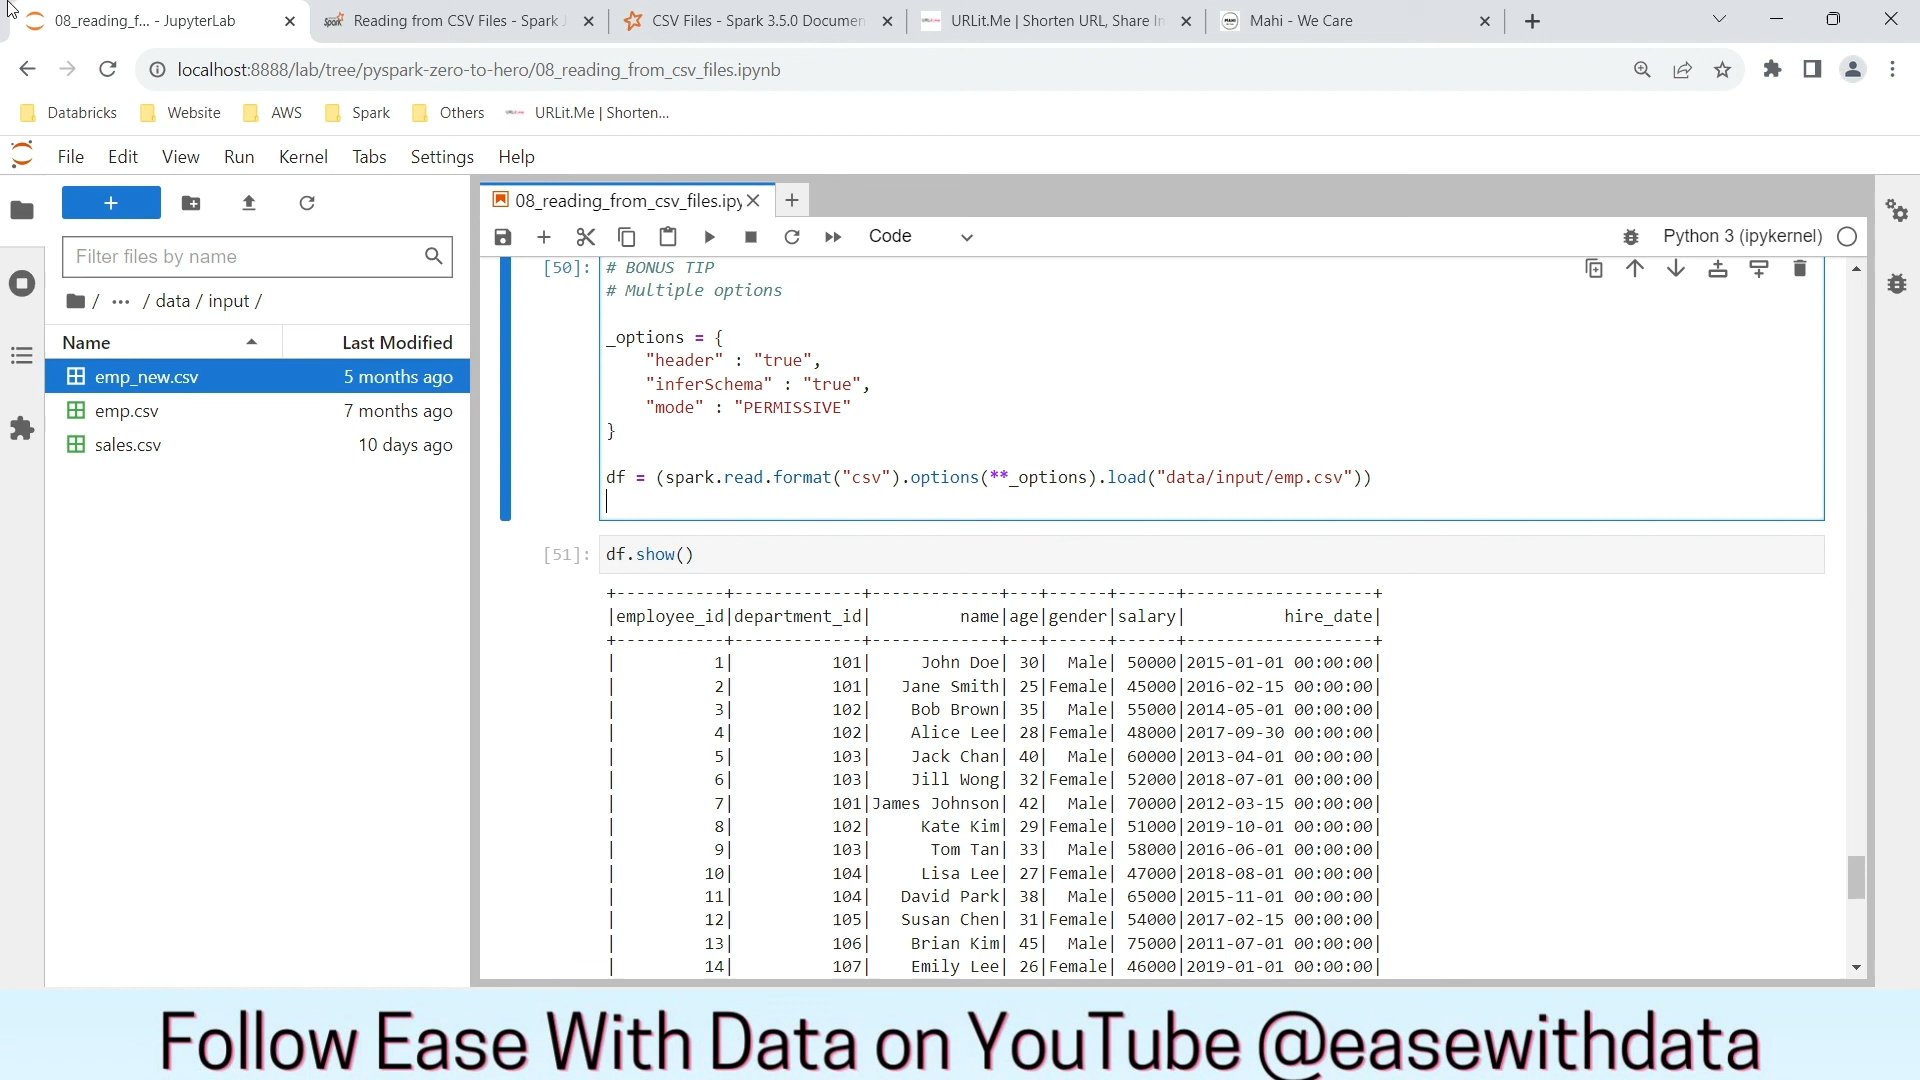 08_reading_f... - JupyterLab
Reading from CSV Files - Spark
CSV Files - Spark 3.5.0 Documen
URLit.Me | Shorten URL, Share In
Mahi - We Care
localhost:8888/lab/tree/pyspark-zero-to-hero/08_reading_from_csv_files.ipynb
Databricks Website AWS Spark Others URLit.Me | Shorten...
File Edit View Run Kernel Tabs Settings Help
08_reading_from_csv_files.ipy
Code
Python 3 (ipykernel)
Filter files by name
/ ... / data / input /
Name Last Modified
emp_new.csv 5 months ago
emp.csv 7 months ago
sales.csv 10 days ago
[50]: # BONUS TIP
# Multiple options
_options = {
"header" : "true",
"inferSchema" : "true",
"mode" : "PERMISSIVE"
}
df = (spark.read.format("csv").options(**_options).load("data/input/emp.csv"))
[51]: df.show()
+-----------+-------------+-------------+---+------+------+-------------------+
|employee_id|department_id|         name|age|gender|salary|          hire_date|
+-----------+-------------+-------------+---+------+------+-------------------+
|          1|          101|     John Doe| 30|  Male| 50000|2015-01-01 00:00:00|
|          2|          101|   Jane Smith| 25|Female| 45000|2016-02-15 00:00:00|
|          3|          102|    Bob Brown| 35|  Male| 55000|2014-05-01 00:00:00|
|          4|          102|    Alice Lee| 28|Female| 48000|2017-09-30 00:00:00|
|          5|          103|    Jack Chan| 40|  Male| 60000|2013-04-01 00:00:00|
|          6|          103|    Jill Wong| 32|Female| 52000|2018-07-01 00:00:00|
|          7|          101|James Johnson| 42|  Male| 70000|2012-03-15 00:00:00|
|          8|          102|     Kate Kim| 29|Female| 51000|2019-10-01 00:00:00|
|          9|          103|      Tom Tan| 33|  Male| 58000|2016-06-01 00:00:00|
|         10|          104|     Lisa Lee| 27|Female| 47000|2018-08-01 00:00:00|
|         11|          104|   David Park| 38|  Male| 65000|2015-11-01 00:00:00|
|         12|          105|   Susan Chen| 31|Female| 54000|2017-02-15 00:00:00|
|         13|          106|    Brian Kim| 45|  Male| 75000|2011-07-01 00:00:00|
|         14|          107|    Emily Lee| 26|Female| 46000|2019-01-01 00:00:00|
Follow Ease With Data on YouTube @easewithdata